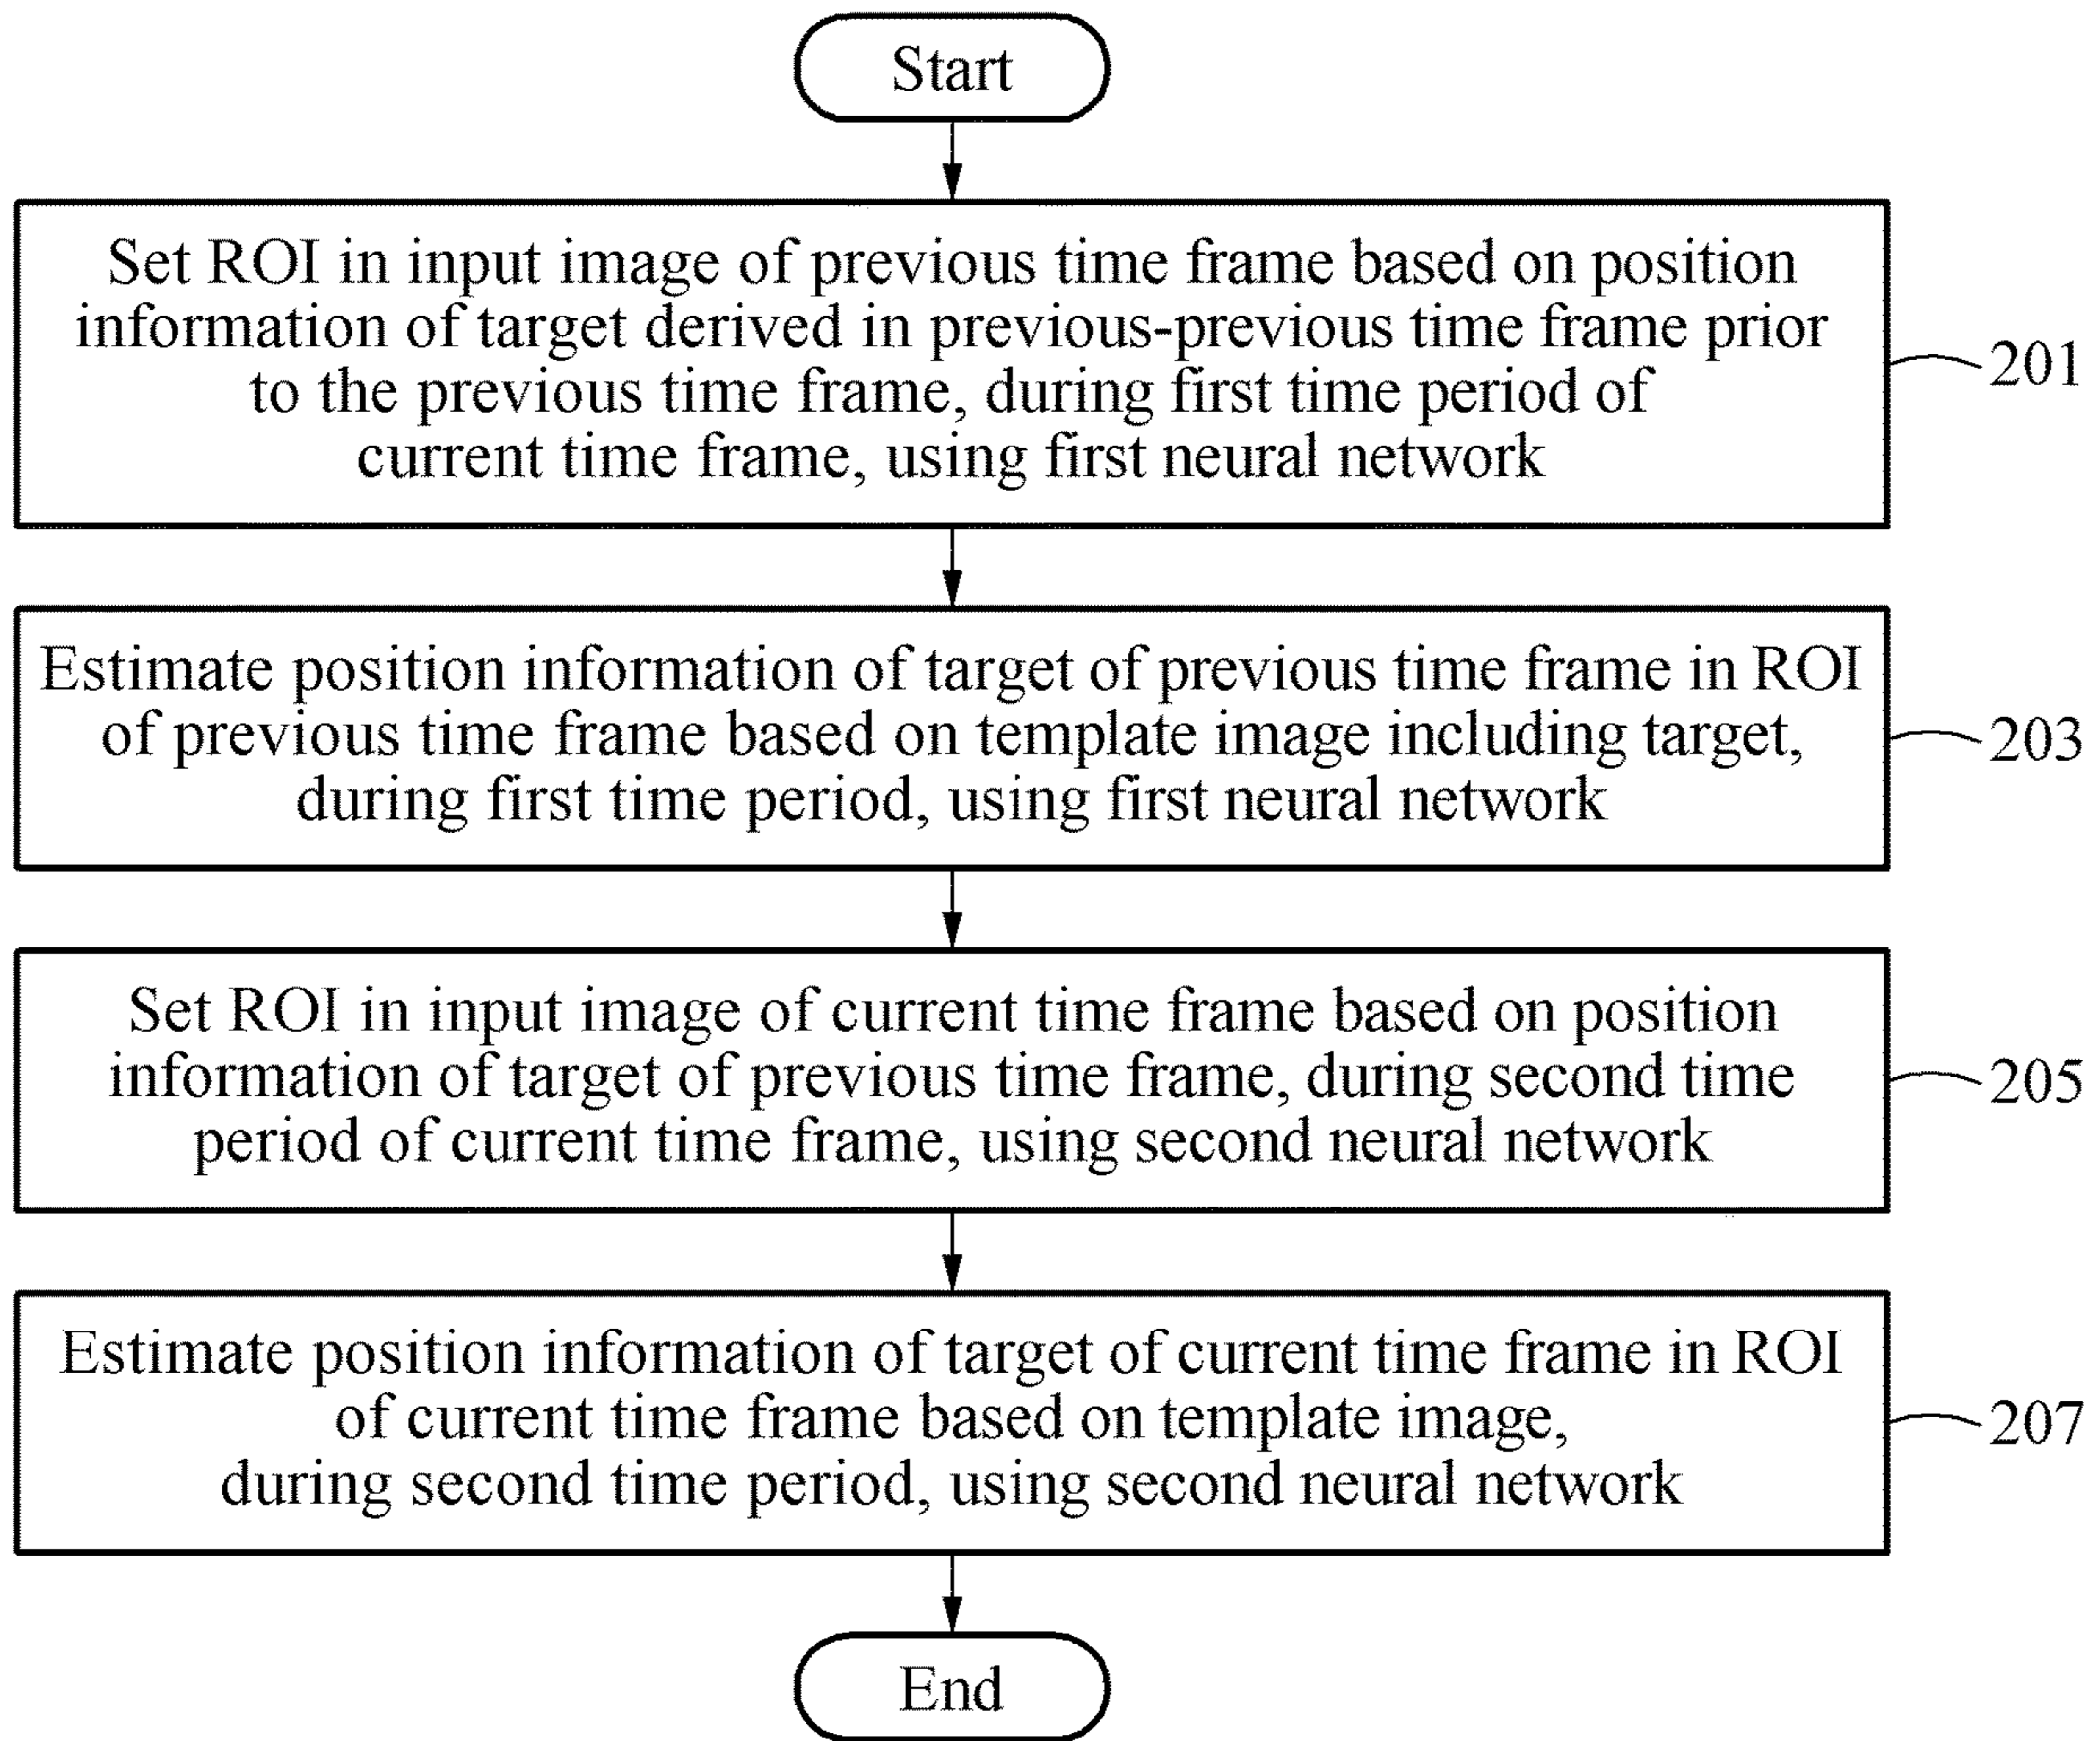 Start
Set ROI in input image of previous time frame based on position
information of target derived in previous-previous time frame prior
to the previous time frame, during first time period of
current time frame, using first neural network
201
Estimate position information of target of previous time frame in ROI
of previous time frame based on template image including target,
during first time period, using first neural network
203
Set ROI in input image of current time frame based on position
information of target of previous time frame, during second time
period of current time frame, using second neural network
205
Estimate position information of target of current time frame in ROI
of current time frame based on template image,
during second time period, using second neural network
207
End